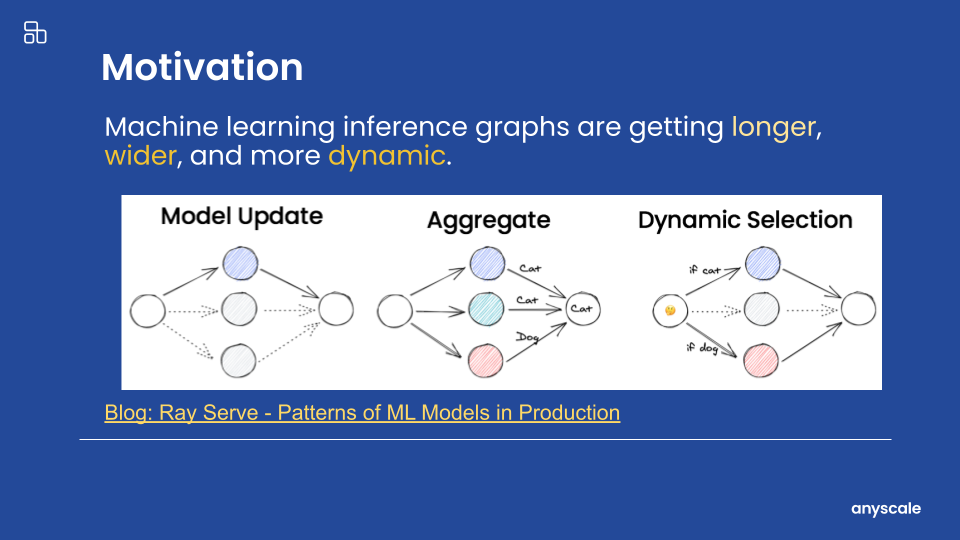 Motivation
Machine learning inference graphs are getting longer,
wider, and more dynamic.
Model Update
Aggregate
Cat
Cat
Cat
Dog
Dynamic Selection
if cat
if dog
Blog: Ray Serve - Patterns of ML Models in Production
anyscale